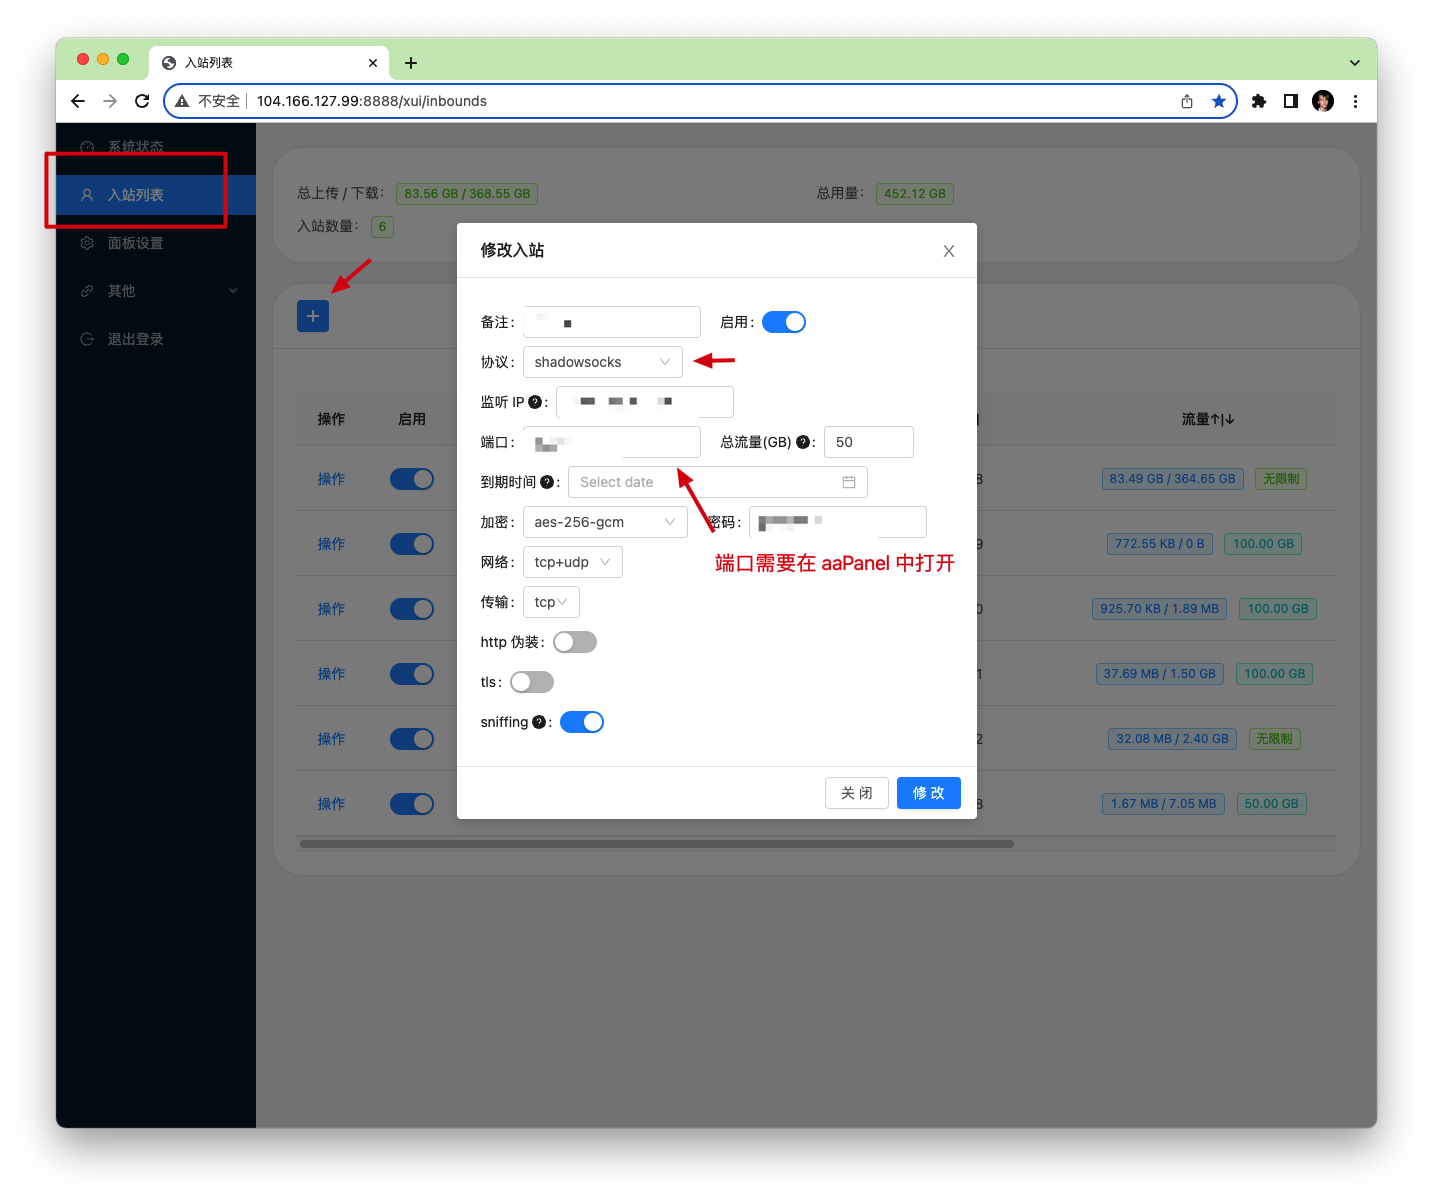 入站列表
不安全 104.166.127.99:8888/xui/inbounds
系统状态
入站列表
面板设置
其他
退出登录
总上传 / 下载: 83.56 GB / 368.55 GB
总用量: 452.12 GB
入站数量: 6
+
修改入站
备注:
启用:
协议: shadowsocks
监听 IP ? :
端口:
总流量(GB) ? : 50
到期时间 ? : Select date
加密: aes-256-gcm
密码:
端口需要在 aaPanel 中打开
网络: tcp+udp
传输: tcp
http 伪装:
tls:
sniffing ? :
关 闭 修 改
操作 启用 流量↑|↓
操作 8 83.49 GB / 364.65 GB 无限制
操作 9 772.55 KB / 0 B 100.00 GB
操作 0 925.70 KB / 1.89 MB 100.00 GB
操作 1 37.69 MB / 1.50 GB 100.00 GB
操作 2 32.08 MB / 2.40 GB 无限制
操作 8 1.67 MB / 7.05 MB 50.00 GB